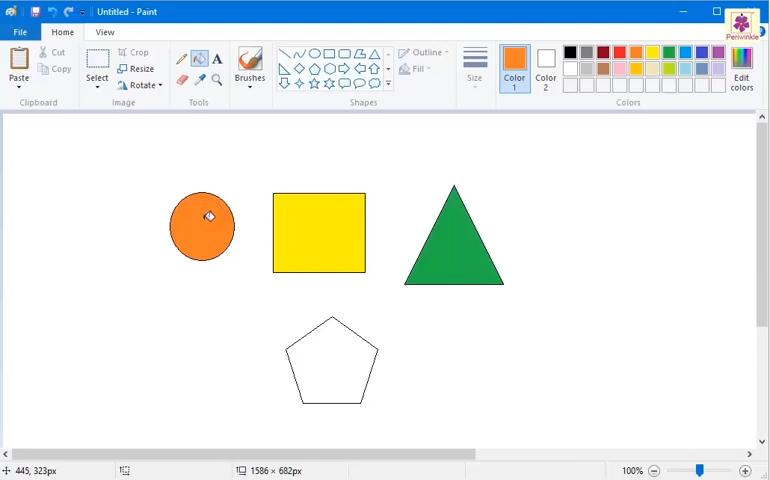 Untitled - Paint
Periwinkle
File Home View
Cut
Copy
Paste
Clipboard
Select
Crop
Resize
Rotate
Image
A
Tools
Brushes
Shapes
Outline
Fill
Size
Color 1
Color 2
Edit colors
Colors
445, 323px
1586 × 682px
100%